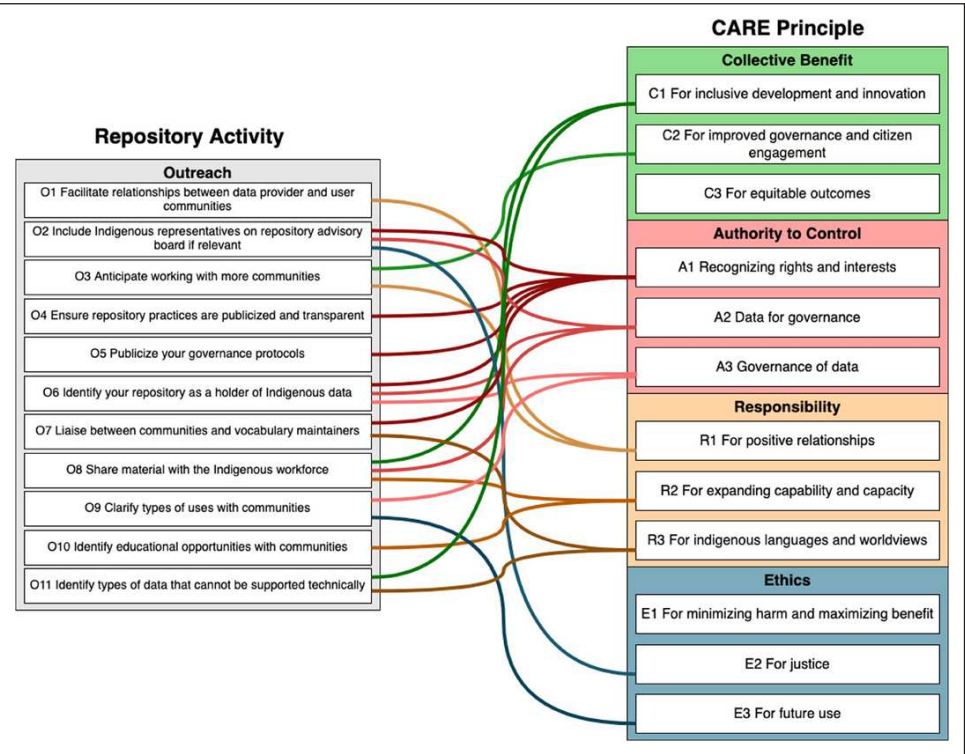 Repository Activity
Outreach
O1 Facilitate relationships between data provider and user
communities
O2 Include Indigenous representatives on repository advisory
board if relevant
O3 Anticipate working with more communities
O4 Ensure repository practices are publicized and transparent
O5 Publicize your governance protocols
O6 Identify your repository as a holder of Indigenous data
O7 Liaise between communities and vocabulary maintainers
O8 Share material with the Indigenous workforce
O9 Clarify types of uses with communities
O10 Identify educational opportunities with communities
O11 Identify types of data that cannot be supported technically
CARE Principle
Collective Benefit
C1 For inclusive development and innovation
C2 For improved governance and citizen
engagement
C3 For equitable outcomes
Authority to Control
A1 Recognizing rights and interests
A2 Data for governance
A3 Governance of data
Responsibility
R1 For positive relationships
R2 For expanding capability and capacity
R3 For indigenous languages and worldviews
Ethics
E1 For minimizing harm and maximizing benefit
E2 For justice
E3 For future use